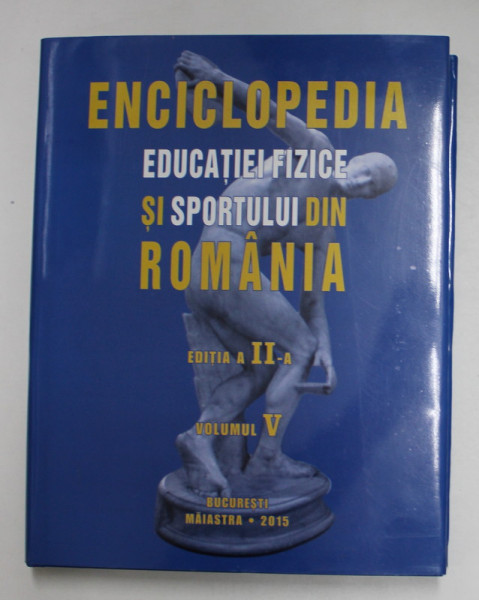 ENCICLOPEDIA
EDUCAȚIEI FIZICE
ȘI SPORTULUI DIN
ROMÂNIA
EDIȚIA A II-a
VOLUMUL V
BUCUREȘTI
MĂIASTRA • 2015